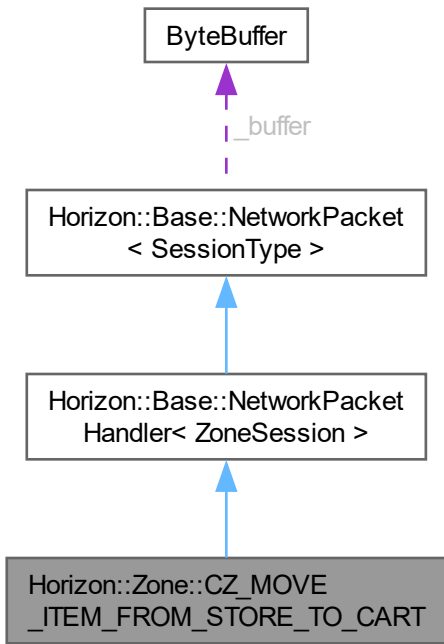 ByteBuffer
_buffer
Horizon::Base::NetworkPacket
< SessionType >
Horizon::Base::NetworkPacket
Handler< ZoneSession >
Horizon::Zone::CZ_MOVE
_ITEM_FROM_STORE_TO_CART